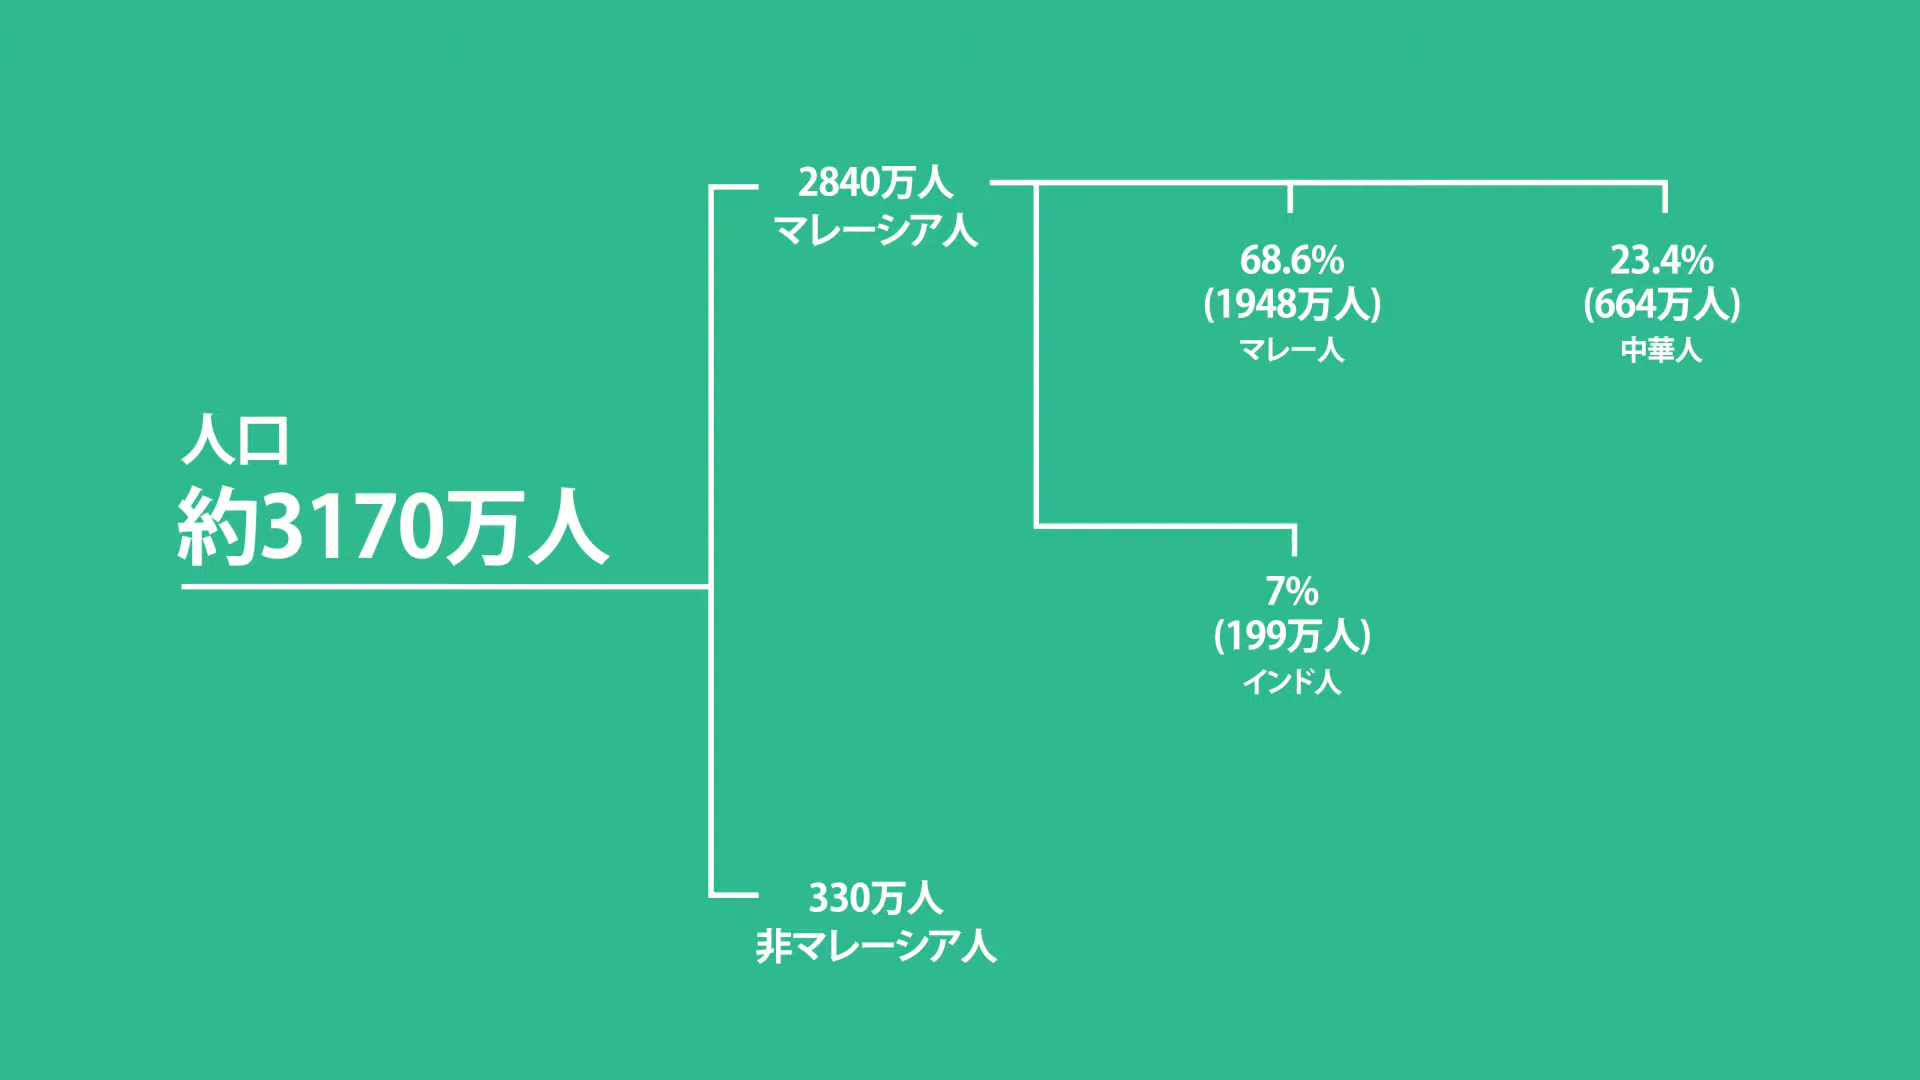 人口
約3170万人
2840万人
マレーシア人
68.6%
(1948万人)
マレー人
23.4%
(664万人)
中華人
7%
(199万人)
インド人
330万人
非マレーシア人